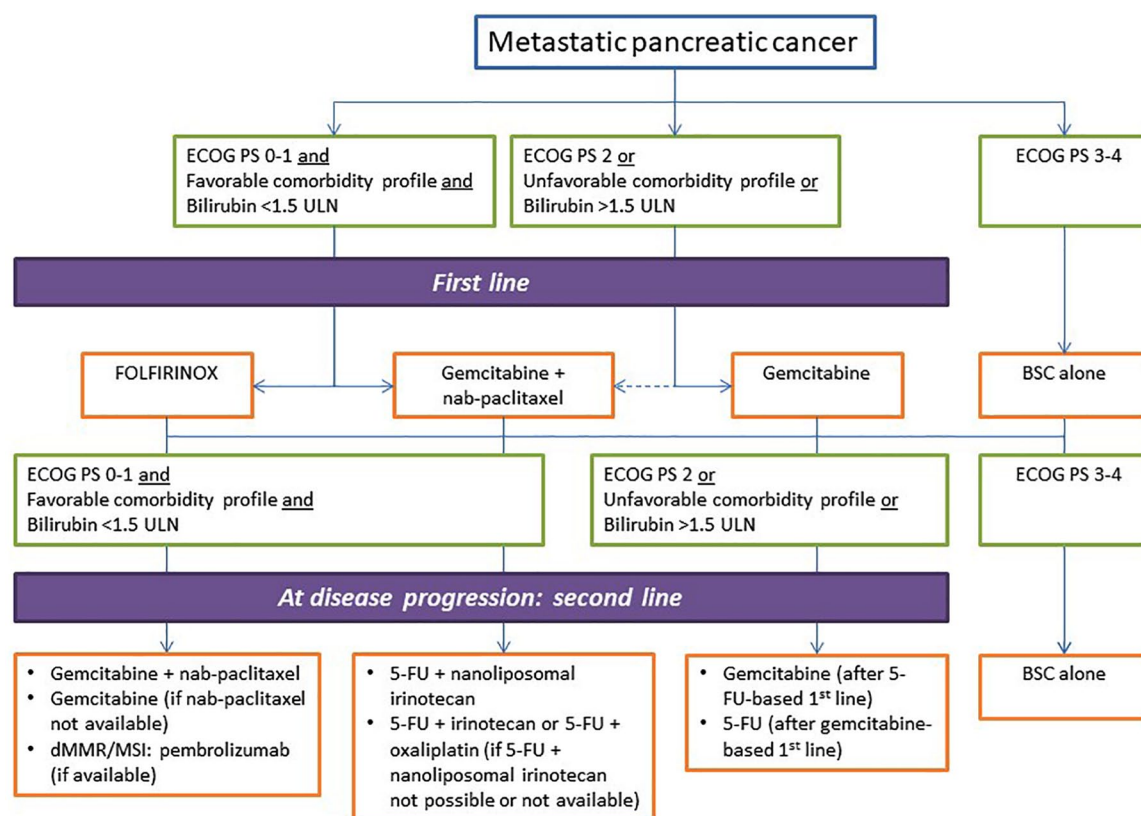 Metastatic pancreatic cancer
ECOG PS 0-1 and
Favorable comorbidity profile and
Bilirubin <1.5 ULN
ECOG PS 2 or
Unfavorable comorbidity profile or
Bilirubin >1.5 ULN
ECOG PS 3-4
First line
FOLFIRINOX
Gemcitabine +
nab-paclitaxel
Gemcitabine
BSC alone
ECOG PS 0-1 and
Favorable comorbidity profile and
Bilirubin <1.5 ULN
ECOG PS 2 or
Unfavorable comorbidity profile or
Bilirubin >1.5 ULN
ECOG PS 3-4
At disease progression: second line
• Gemcitabine + nab-paclitaxel
• Gemcitabine (if nab-paclitaxel
not available)
• dMMR/MSI: pembrolizumab
(if available)
• 5-FU + nanoliposomal
irinotecan
• 5-FU + irinotecan or 5-FU +
oxaliplatin (if 5-FU +
nanoliposomal irinotecan
not possible or not available)
• Gemcitabine (after 5-
FU-based 1st line)
• 5-FU (after gemcitabine-
based 1st line)
BSC alone